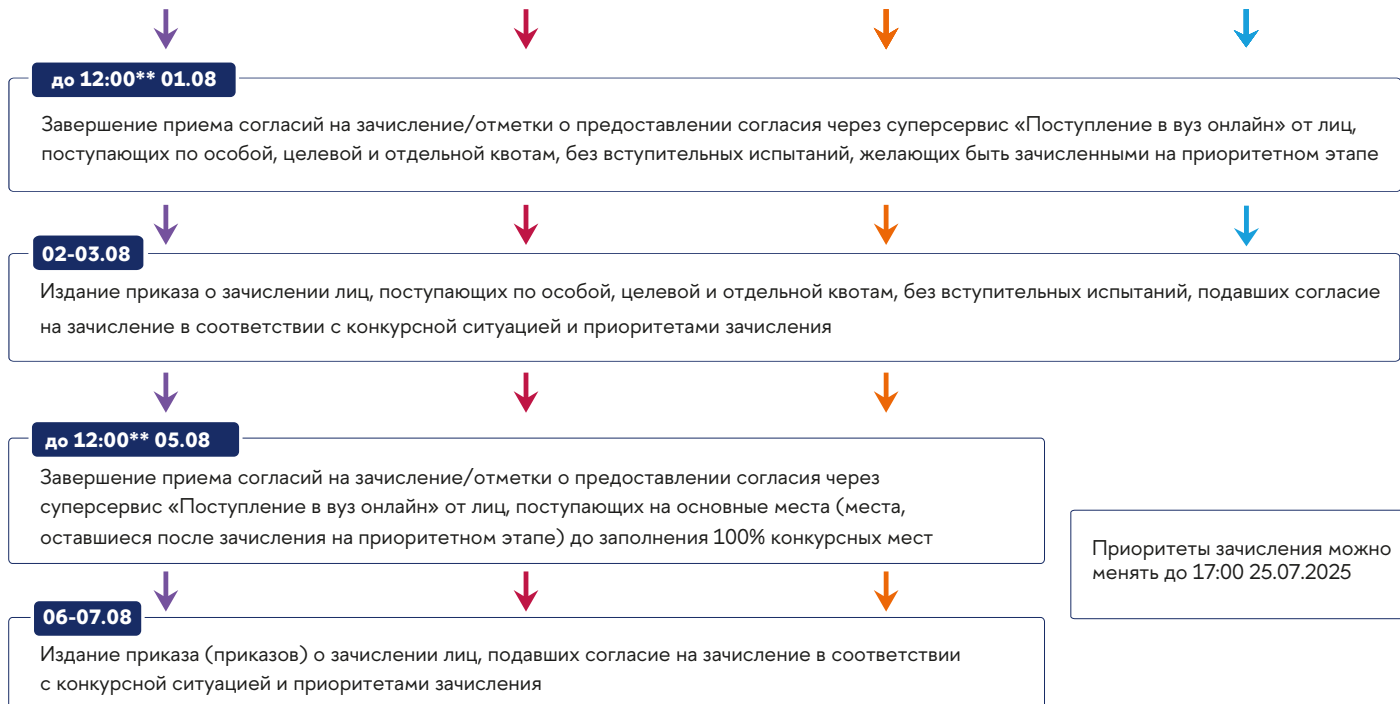 до 12:00** 01.08
Завершение приема согласий на зачисление/отметки о предоставлении согласия через суперсервис «Поступление в вуз онлайн» от лиц,
поступающих по особой, целевой и отдельной квотам, без вступительных испытаний, желающих быть зачисленными на приоритетном этапе
02-03.08
Издание приказа о зачислении лиц, поступающих по особой, целевой и отдельной квотам, без вступительных испытаний, подавших согласие
на зачисление в соответствии с конкурсной ситуацией и приоритетами зачисления
до 12:00** 05.08
Завершение приема согласий на зачисление/отметки о предоставлении согласия через
суперсервис «Поступление в вуз онлайн» от лиц, поступающих на основные места (места,
оставшиеся после зачисления на приоритетном этапе) до заполнения 100% конкурсных мест
Приоритеты зачисления можно
менять до 17:00 25.07.2025
06-07.08
Издание приказа (приказов) о зачислении лиц, подавших согласие на зачисление в соответствии
с конкурсной ситуацией и приоритетами зачисления